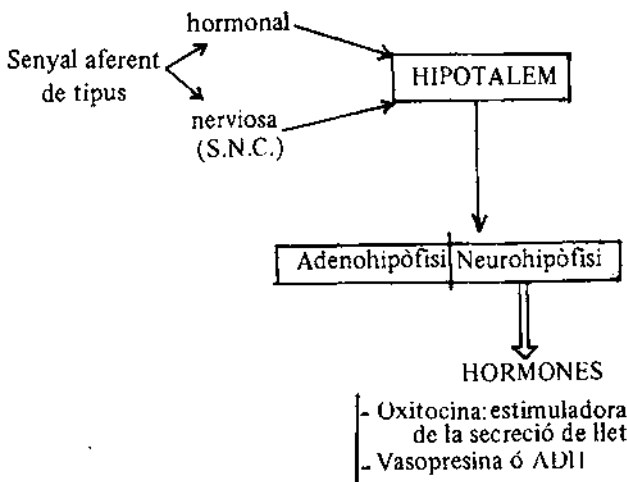 hormonal
Senyal aferent
de tipus
HIPOTALEM
nerviosa
(S.N.C.)
Adenohipòfisi Neurohipòfisi
HORMONES
- Oxitocina: estimuladora
de la secreció de llet
- Vasopresina ó ADH